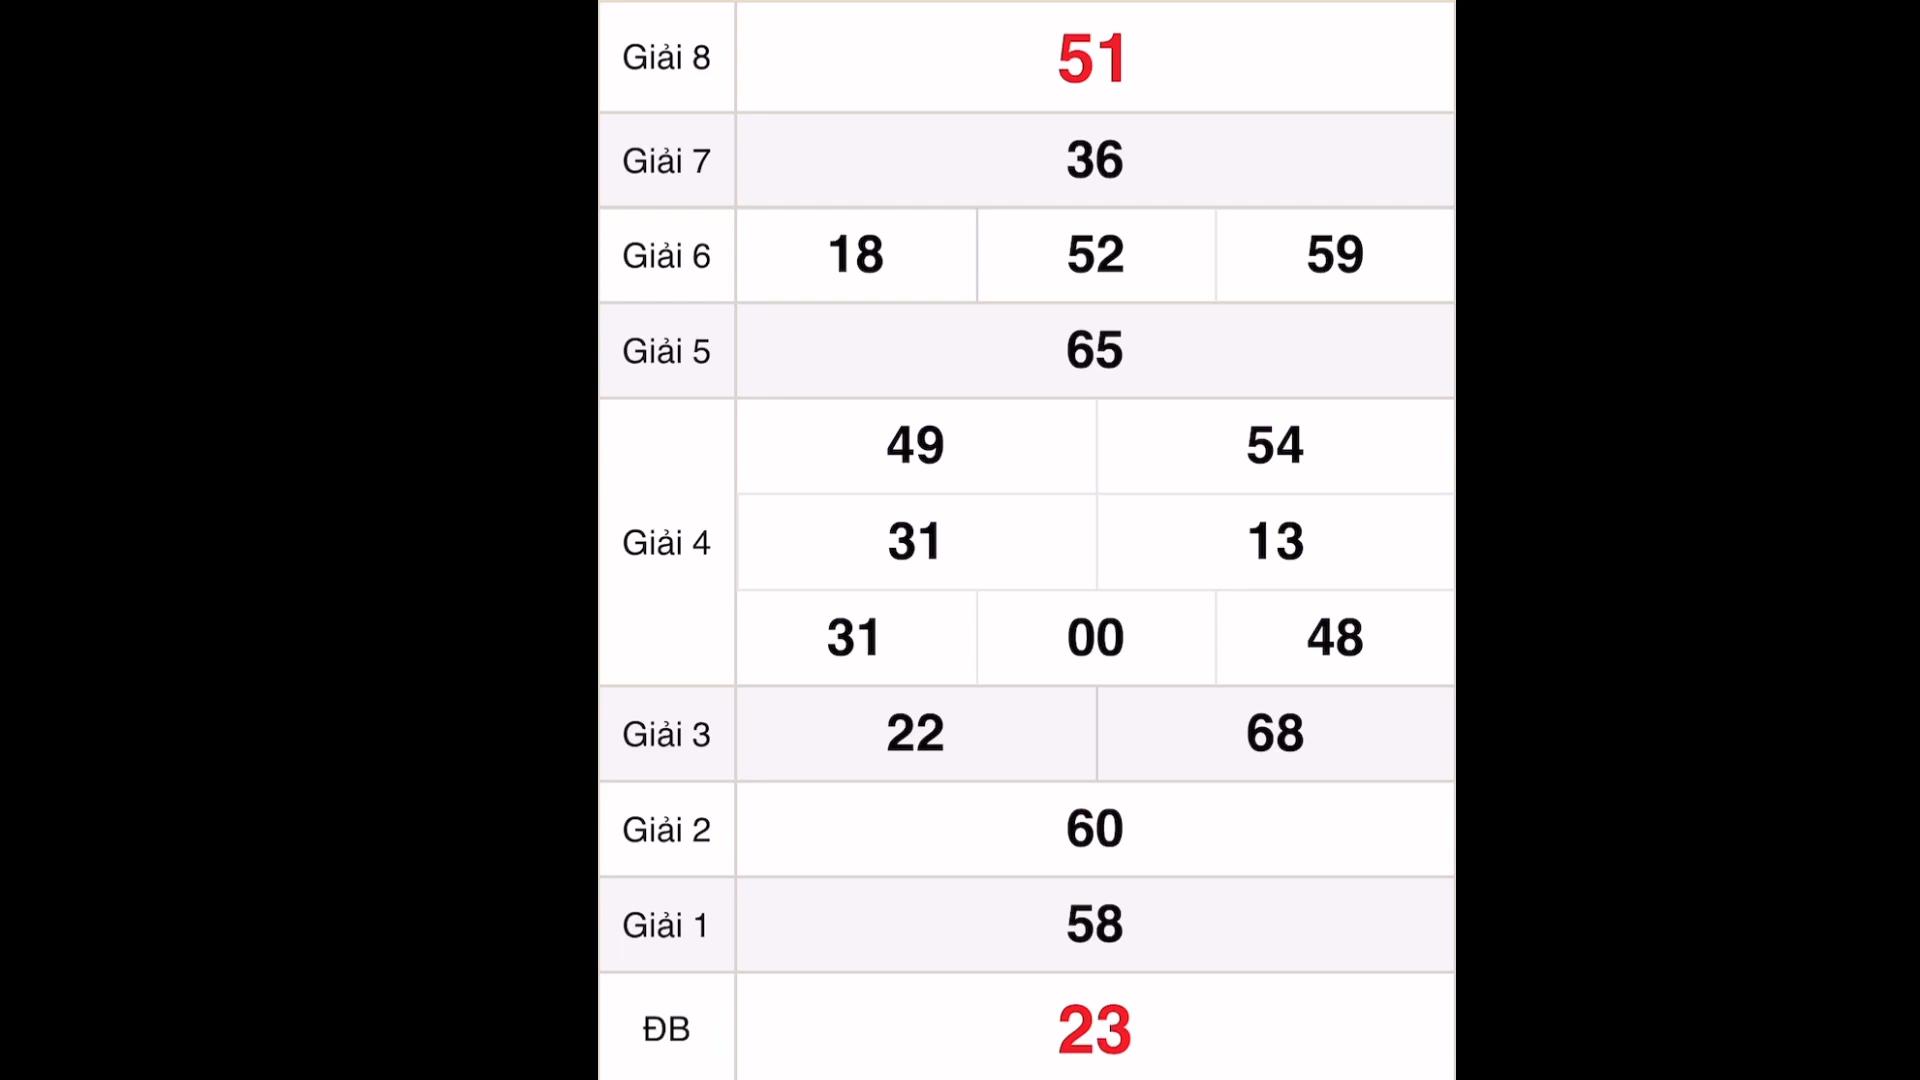 Giải 8 51
Giải 7 36
Giải 6 18 52 59
Giải 5 65
49 54
Giải 4 31 13
31 00 48
Giải 3 22 68
Giải 2 60
Giải 1 58
ĐB 23